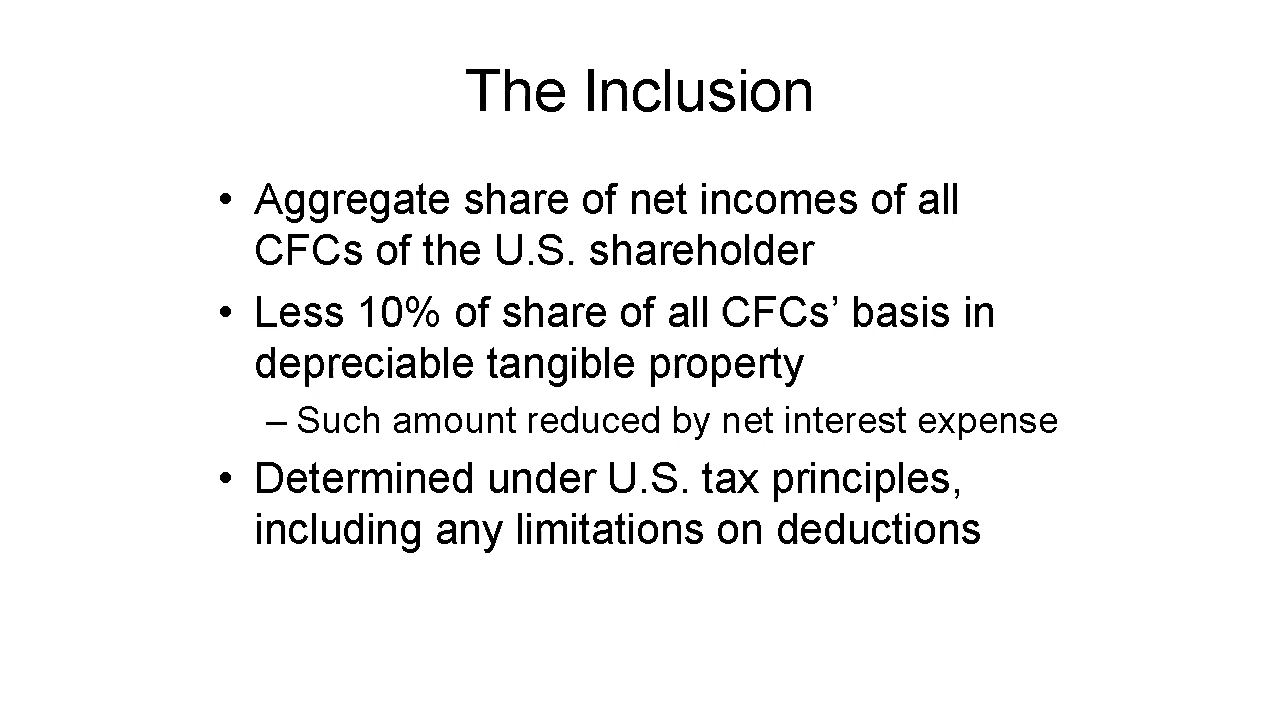 The Inclusion
• Aggregate share of net incomes of all
CFCs of the U.S. shareholder
• Less 10% of share of all CFCs’ basis in
depreciable tangible property
– Such amount reduced by net interest expense
• Determined under U.S. tax principles,
including any limitations on deductions